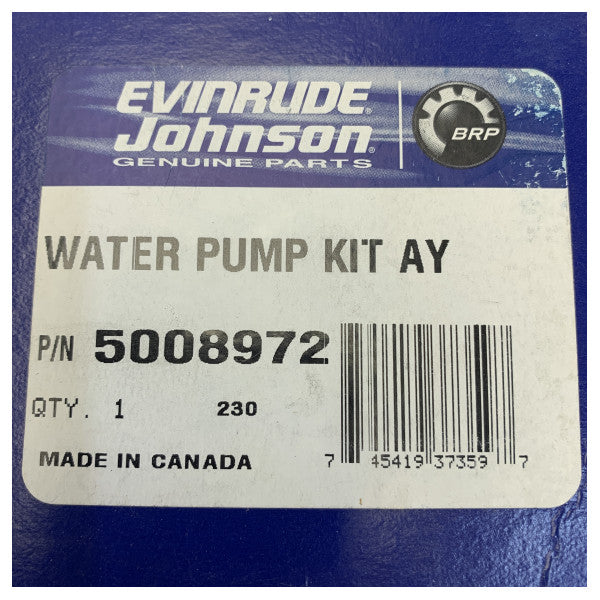 EVINRUDE
Johnson
GENUINE PARTS
BRP
WATER PUMP KIT AY
P/N 5008972
QTY. 1 230
MADE IN CANADA
7 45419 37359 7